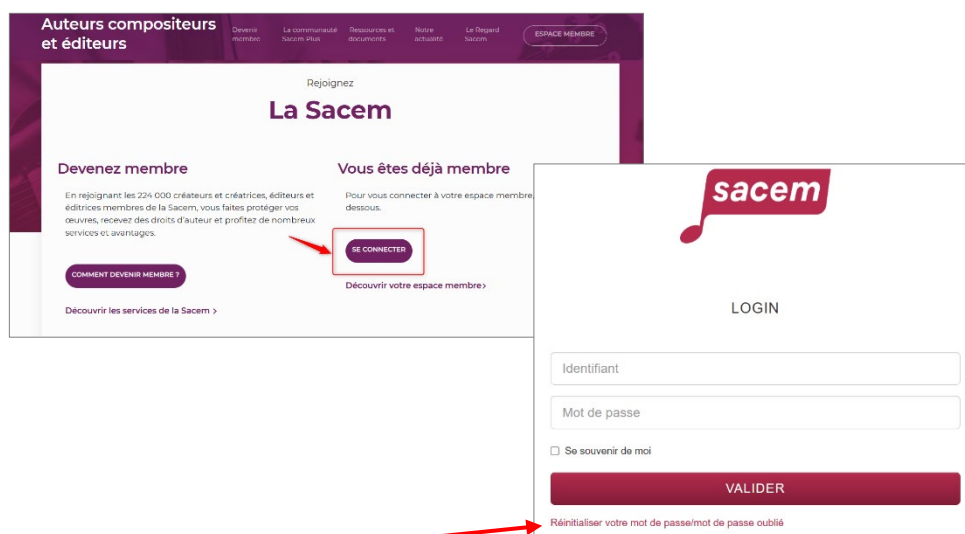 Auteurs compositeurs
et éditeurs
Devenir
membre
La communauté
Sacem Plus
Ressources et
documents
Notre
actualité
Le Regard
Sacem
ESPACE MEMBRE
Rejoignez
La Sacem
Devenez membre
En rejoignant les 224 000 créateurs et créatrices, éditeurs et
éditrices membres de la Sacem, vous faites protéger vos
œuvres, recevez des droits d'auteur et profitez de nombreux
services et avantages.
COMMENT DEVENIR MEMBRE ?
Découvrir les services de la Sacem >
Vous êtes déjà membre
Pour vous connecter à votre espace membre,
dessous.
SE CONNECTER
Découvrir votre espace membre>
sacem
LOGIN
Identifiant
Mot de passe
Se souvenir de moi
VALIDER
Réinitialiser votre mot de passe/mot de passe oublié